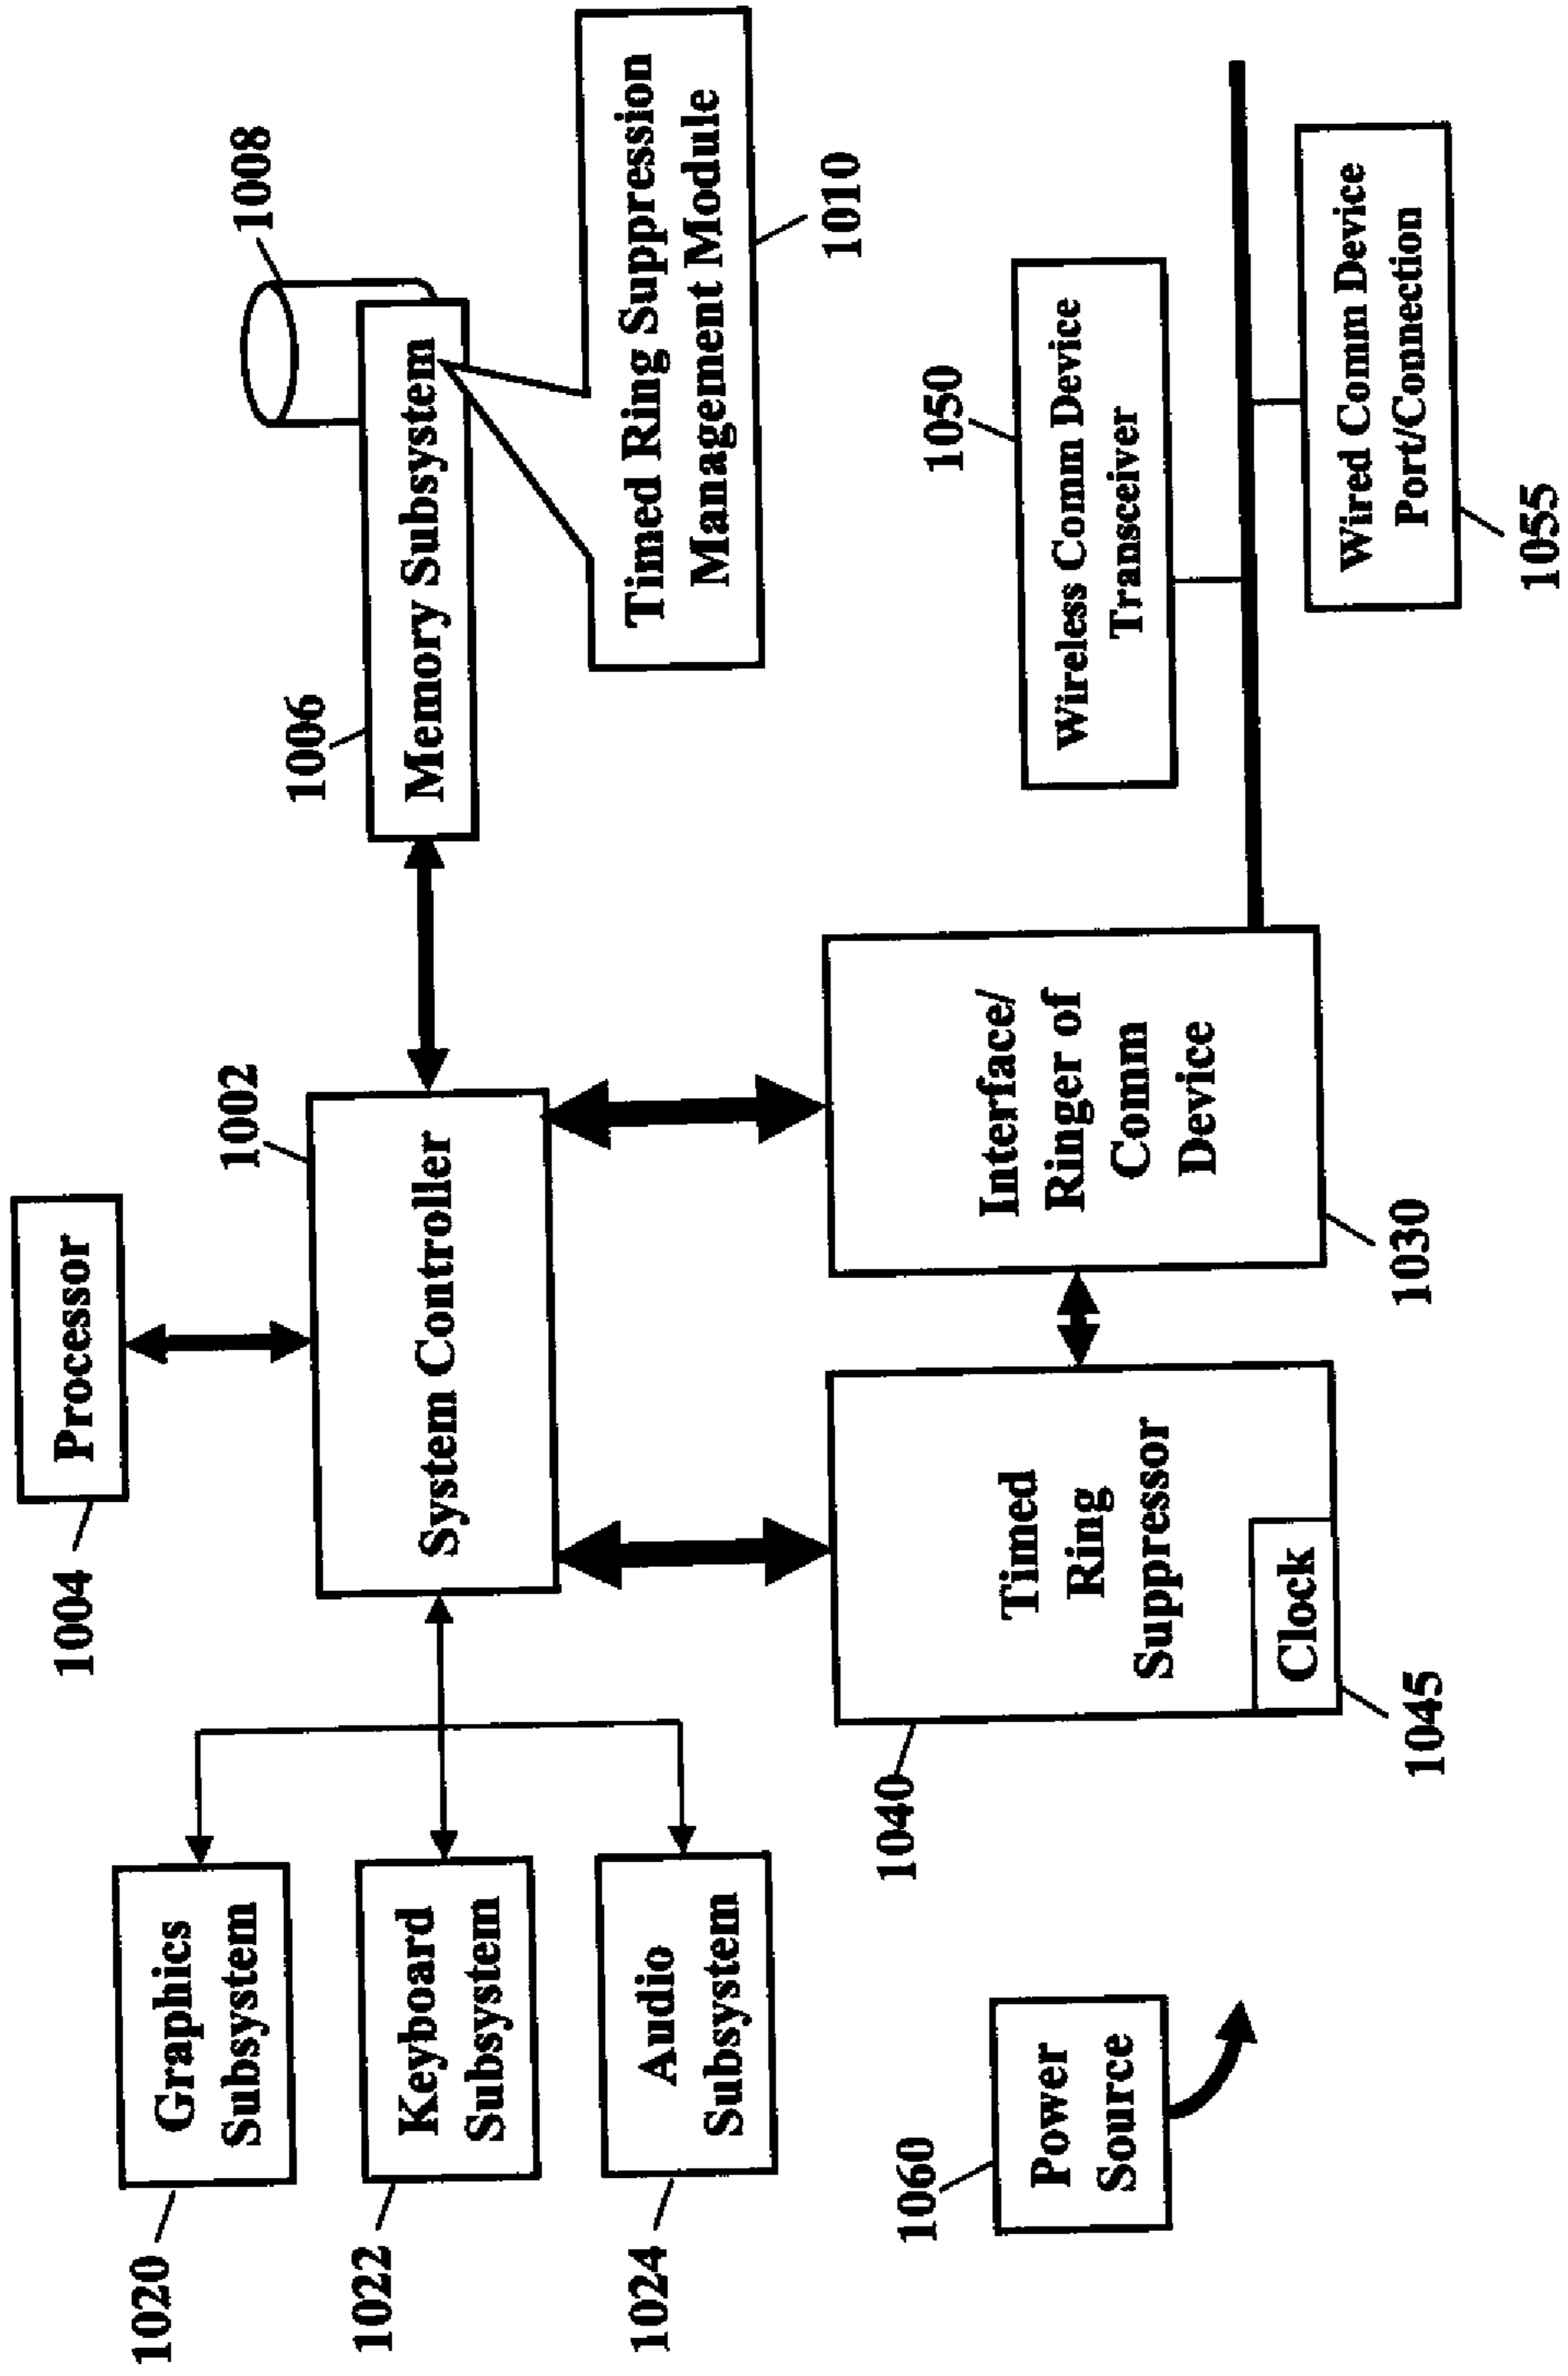 1004
Processor
1002
System Controller
1006
Memory Subsystem
1008
Timed Ring Suppression
Management Module
1010
1020
Graphics
Subsystem
1022
Keyboard
Subsystem
1024
Audio
Subsystem
1040
Timed
Ring
Suppressor
Clock
1045
Interface/
Ringer of
Comm
Device
1030
1050
Wireless Comm Device
Transceiver
Wired Comm Device
Port/Connection
1055
1060
Power
Source